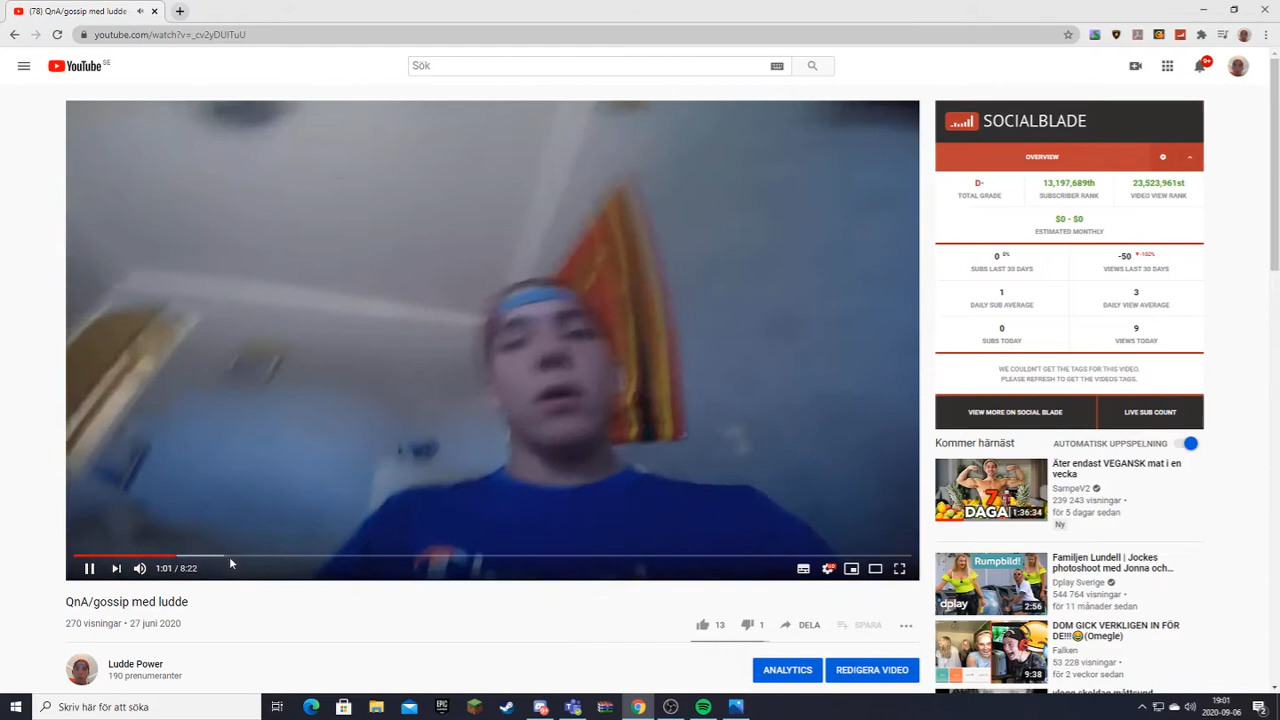 (78) QnA/gossip med ludde
youtube.com/watch?v=_cv2yDUlTuU
YouTube SE
Sök
9+
SOCIALBLADE
OVERVIEW
D-
13,197,689th
23,523,961st
TOTAL GRADE
SUBSCRIBER RANK
VIDEO VIEW RANK
$0 - $0
ESTIMATED MONTHLY
0 0%
-50 -102%
SUBS LAST 30 DAYS
VIEWS LAST 30 DAYS
1
3
DAILY SUB AVERAGE
DAILY VIEW AVERAGE
0
9
SUBS TODAY
VIEWS TODAY
WE COULDN'T GET THE TAGS FOR THIS VIDEO.
PLEASE REFRESH TO GET THE VIDEOS TAGS.
VIEW MORE ON SOCIAL BLADE
LIVE SUB COUNT
Kommer härnäst
AUTOMATISK UPPSPELNING
7
DAGA
1:36:34
Äter endast VEGANSK mat i en
vecka
SampeV2
239 243 visningar •
för 5 dagar sedan
Ny
Rumpbild!
dplay
2:56
Familjen Lundell | Jockes
photoshoot med Jonna och...
Dplay Sverige
544 764 visningar •
för 11 månader sedan
9:38
DOM GICK VERKLIGEN IN FÖR
DE!!!😂(Omegle)
Falken
53 228 visningar •
för 2 veckor sedan
1:01 / 8:22
QnA/gossip med ludde
270 visningar • 27 juni 2020
13
1
DELA
SPARA
Ludde Power
190 prenumeranter
ANALYTICS
REDIGERA VIDEO
Skriv här för att söka
19:01
2020-09-06
2